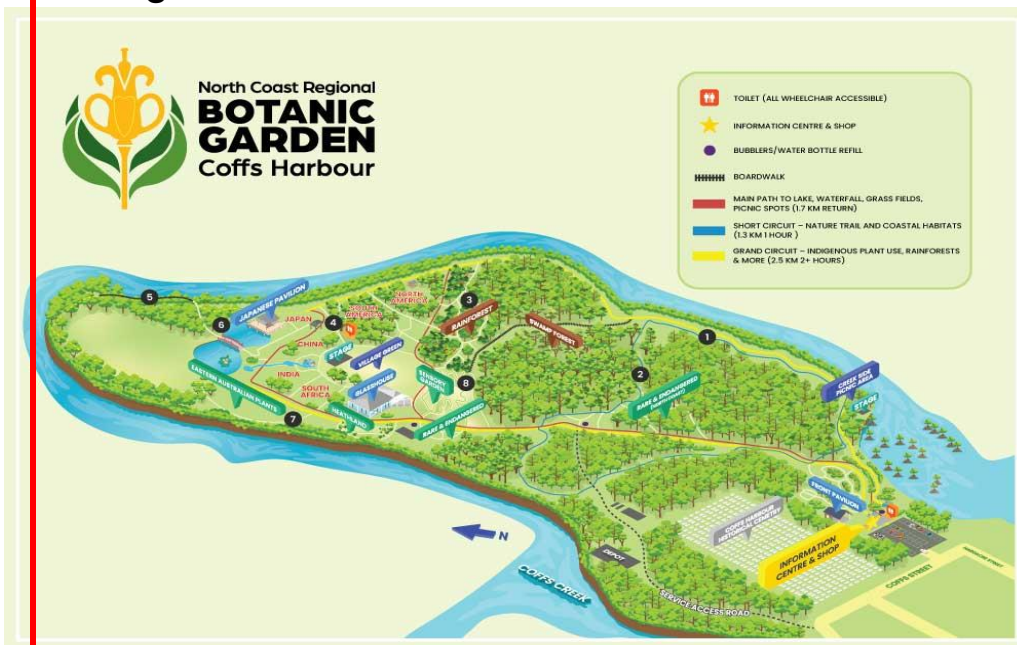 North Coast Regional
BOTANIC
GARDEN
Coffs Harbour
TOILET (ALL WHEELCHAIR ACCESSIBLE)
INFORMATION CENTRE & SHOP
BUBBLERS/WATER BOTTLE REFILL
BOARDWALK
MAIN PATH TO LAKE, WATERFALL, GRASS FIELDS,
PICNIC SPOTS (1.7 KM RETURN)
SHORT CIRCUIT – NATURE TRAIL AND COASTAL HABITATS
(1.3 KM 1 HOUR )
GRAND CIRCUIT – INDIGENOUS PLANT USE, RAINFORESTS
& MORE (2.5 KM 2+ HOURS)
5
JAPANESE PAVILION
6
JAPAN
4
NORTH
AMERICA
AMERICA
3
RAINFOREST
SWAMP FOREST
1
CHINA
STAGE
VILLAGE GREEN
INDIA
SOUTH
AFRICA
GLASSHOUSE
SENSORY
GARDEN
8
2
CREEK SIDE
PICNIC AREA
STAGE
EASTERN AUSTRALIAN PLANTS
7
HEATHLAND
RARE & ENDANGERED
RARE & ENDANGERED
FRONT PAVILION
COFFS HARBOUR
HISTORICAL CEMETRY
INFORMATION
CENTRE & SHOP
N
DEPOT
COFFS CREEK
SERVICE ACCESS ROAD
COFFS STREET